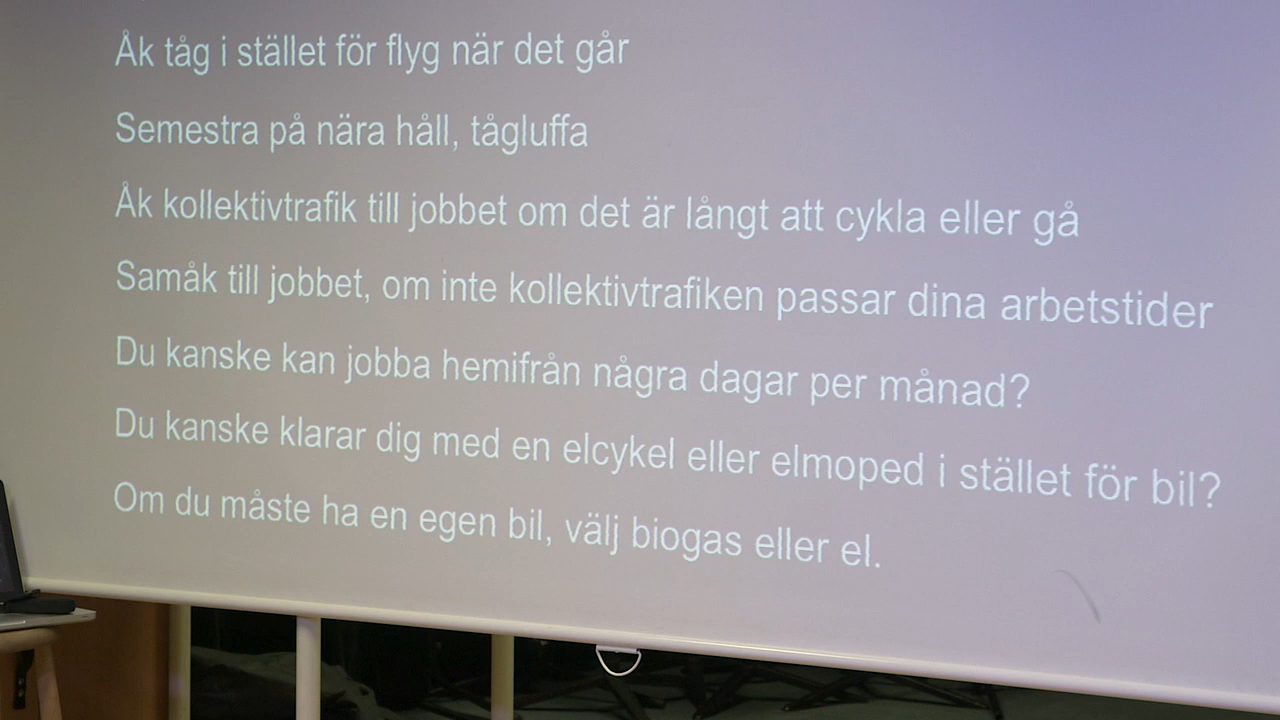 Åk tåg i stället för flyg när det går
Semestra på nära håll, tågluffa
Åk kollektivtrafik till jobbet om det är långt att cykla eller gå
Samåk till jobbet, om inte kollektivtrafiken passar dina arbetstider
Du kanske kan jobba hemifrån några dagar per månad?
Du kanske klarar dig med en elcykel eller elmoped i stället för bil?
Om du måste ha en egen bil, välj biogas eller el.